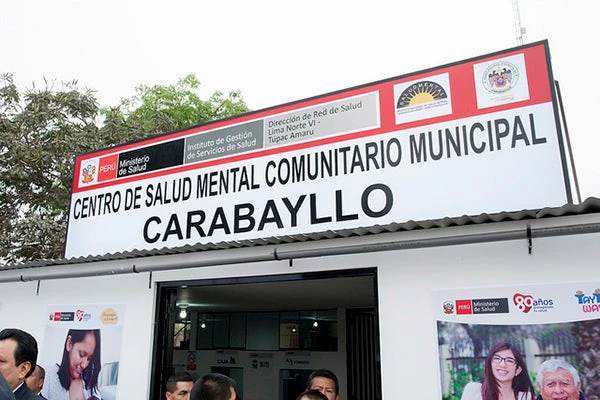 PERÚ
Ministerio
de Salud
Instituto de Gestión
de Servicios de Salud
Dirección de Red de Salud
Lima Norte VI -
Túpac Amaru
CENTRO DE SALUD MENTAL COMUNITARIO MUNICIPAL
CARABAYLLO
CAJA
PERÚ
Ministerio
de Salud
80 años